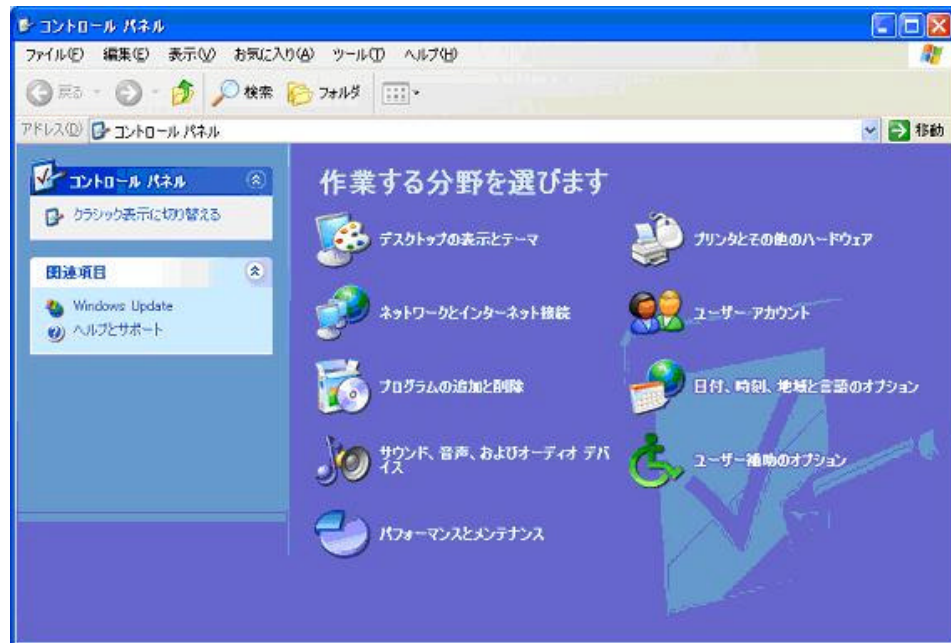 コントロール パネル
ファイル(F) 編集(E) 表示(V) お気に入り(A) ツール(T) ヘルプ(H)
戻る 検索 フォルダ
アドレス(D) コントロール パネル 移動
コントロール パネル
クラシック表示に切り替える
関連項目
Windows Update
ヘルプとサポート
作業する分野を選びます
デスクトップの表示とテーマ
プリンタとその他のハードウェア
ネットワークとインターネット接続
ユーザー アカウント
プログラムの追加と削除
日付、時刻、地域と言語のオプション
サウンド、音声、およびオーディオ デバ
イス
ユーザー補助のオプション
パフォーマンスとメンテナンス